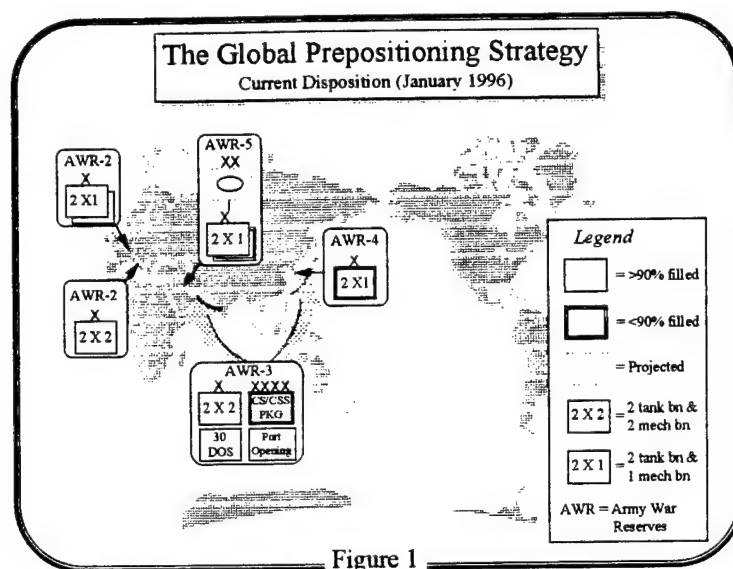 The Global Prepositioning Strategy
Current Disposition (January 1996)
AWR-2
X
2 X1
AWR-5
XX
X
2 X 1
AWR-4
X
2 X1
AWR-2
X
2 X 2
AWR-3
X
XXXX
2 X 2
CS/CSS
PKG
30
DOS
Port
Opening
Legend
= >90% filled
= <90% filled
= Projected
2 X 2
= 2 tank bn &
2 mech bn
2 X 1
= 2 tank bn &
1 mech bn
AWR = Army War
Reserves
Figure 1